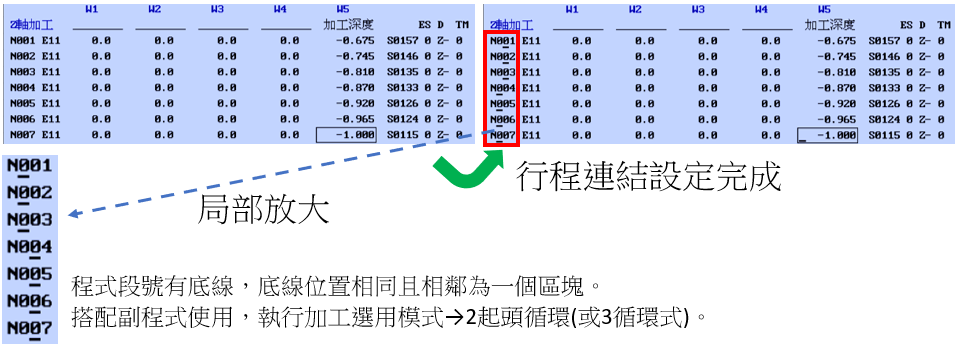 W1 W2 W3 W4 W5
Z軸加工 加工深度 ES D TM
N001 E11 0.0 0.0 0.0 0.0 -0.675 S0157 0 Z- 0
N002 E11 0.0 0.0 0.0 0.0 -0.745 S0146 0 Z- 0
N003 E11 0.0 0.0 0.0 0.0 -0.810 S0135 0 Z- 0
N004 E11 0.0 0.0 0.0 0.0 -0.870 S0133 0 Z- 0
N005 E11 0.0 0.0 0.0 0.0 -0.920 S0126 0 Z- 0
N006 E11 0.0 0.0 0.0 0.0 -0.965 S0124 0 Z- 0
N007 E11 0.0 0.0 0.0 0.0 -1.000 S0115 0 Z- 0
W1 W2 W3 W4 W5
Z軸加工 加工深度 ES D TM
N001 E11 0.0 0.0 0.0 0.0 -0.675 S0157 0 Z- 0
N002 E11 0.0 0.0 0.0 0.0 -0.745 S0146 0 Z- 0
N003 E11 0.0 0.0 0.0 0.0 -0.810 S0135 0 Z- 0
N004 E11 0.0 0.0 0.0 0.0 -0.870 S0133 0 Z- 0
N005 E11 0.0 0.0 0.0 0.0 -0.920 S0126 0 Z- 0
N006 E11 0.0 0.0 0.0 0.0 -0.965 S0124 0 Z- 0
N007 E11 0.0 0.0 0.0 0.0 -1.000 S0115 0 Z- 0
行程連結設定完成
局部放大
N001
N002
N003
N004
N005
N006
N007
程式段號有底線，底線位置相同且相鄰為一個區塊。
搭配副程式使用，執行加工選用模式→2起頭循環(或3循環式)。